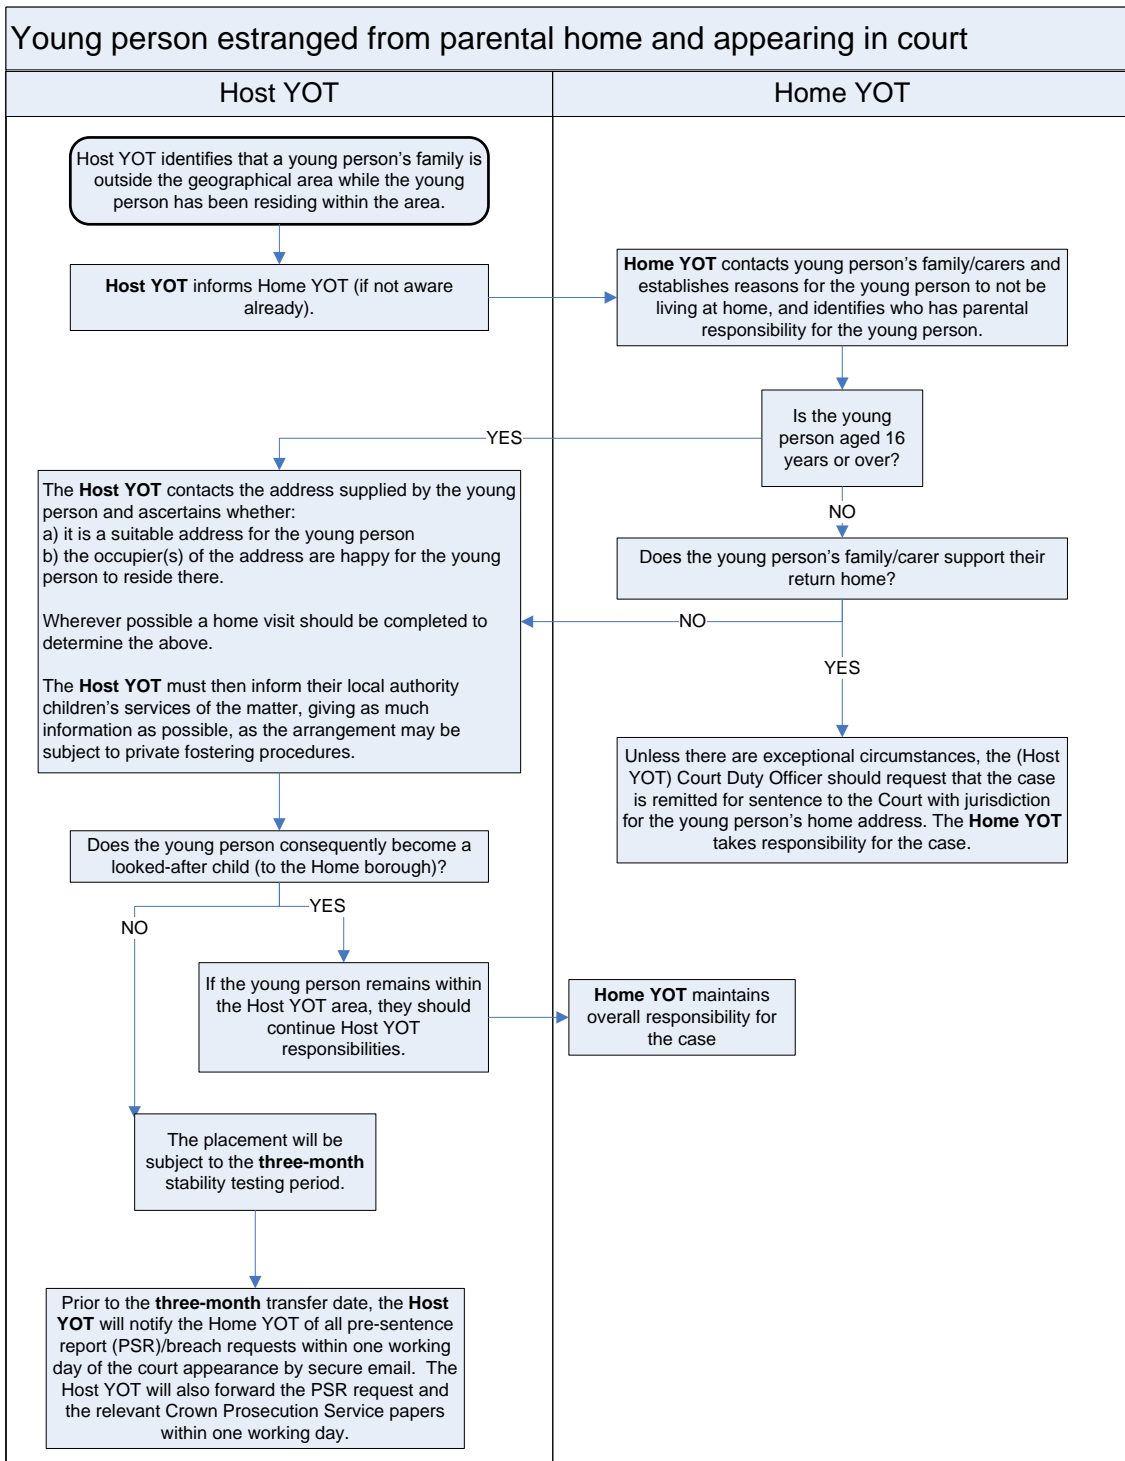 Young person estranged from parental home and appearing in court
Host YOT
Home YOT
Host YOT identifies that a young person's family is
outside the geographical area while the young
person has been residing within the area.
Host YOT informs Home YOT (if not aware
already).
Home YOT contacts young person's family/carers and
establishes reasons for the young person to not be
living at home, and identifies who has parental
responsibility for the young person.
Is the young
person aged 16
years or over?
YES
NO
The Host YOT contacts the address supplied by the young
person and ascertains whether:
a) it is a suitable address for the young person
b) the occupier(s) of the address are happy for the young
person to reside there.
Wherever possible a home visit should be completed to
determine the above.
The Host YOT must then inform their local authority
children's services of the matter, giving as much
information as possible, as the arrangement may be
subject to private fostering procedures.
Does the young person's family/carer support their
return home?
NO
YES
Unless there are exceptional circumstances, the (Host
YOT) Court Duty Officer should request that the case
is remitted for sentence to the Court with jurisdiction
for the young person's home address. The Home YOT
takes responsibility for the case.
Does the young person consequently become a
looked-after child (to the Home borough)?
YES
NO
If the young person remains within
the Host YOT area, they should
continue Host YOT
responsibilities.
Home YOT maintains
overall responsibility for
the case
The placement will be
subject to the three-month
stability testing period.
Prior to the three-month transfer date, the Host
YOT will notify the Home YOT of all pre-sentence
report (PSR)/breach requests within one working
day of the court appearance by secure email. The
Host YOT will also forward the PSR request and
the relevant Crown Prosecution Service papers
within one working day.